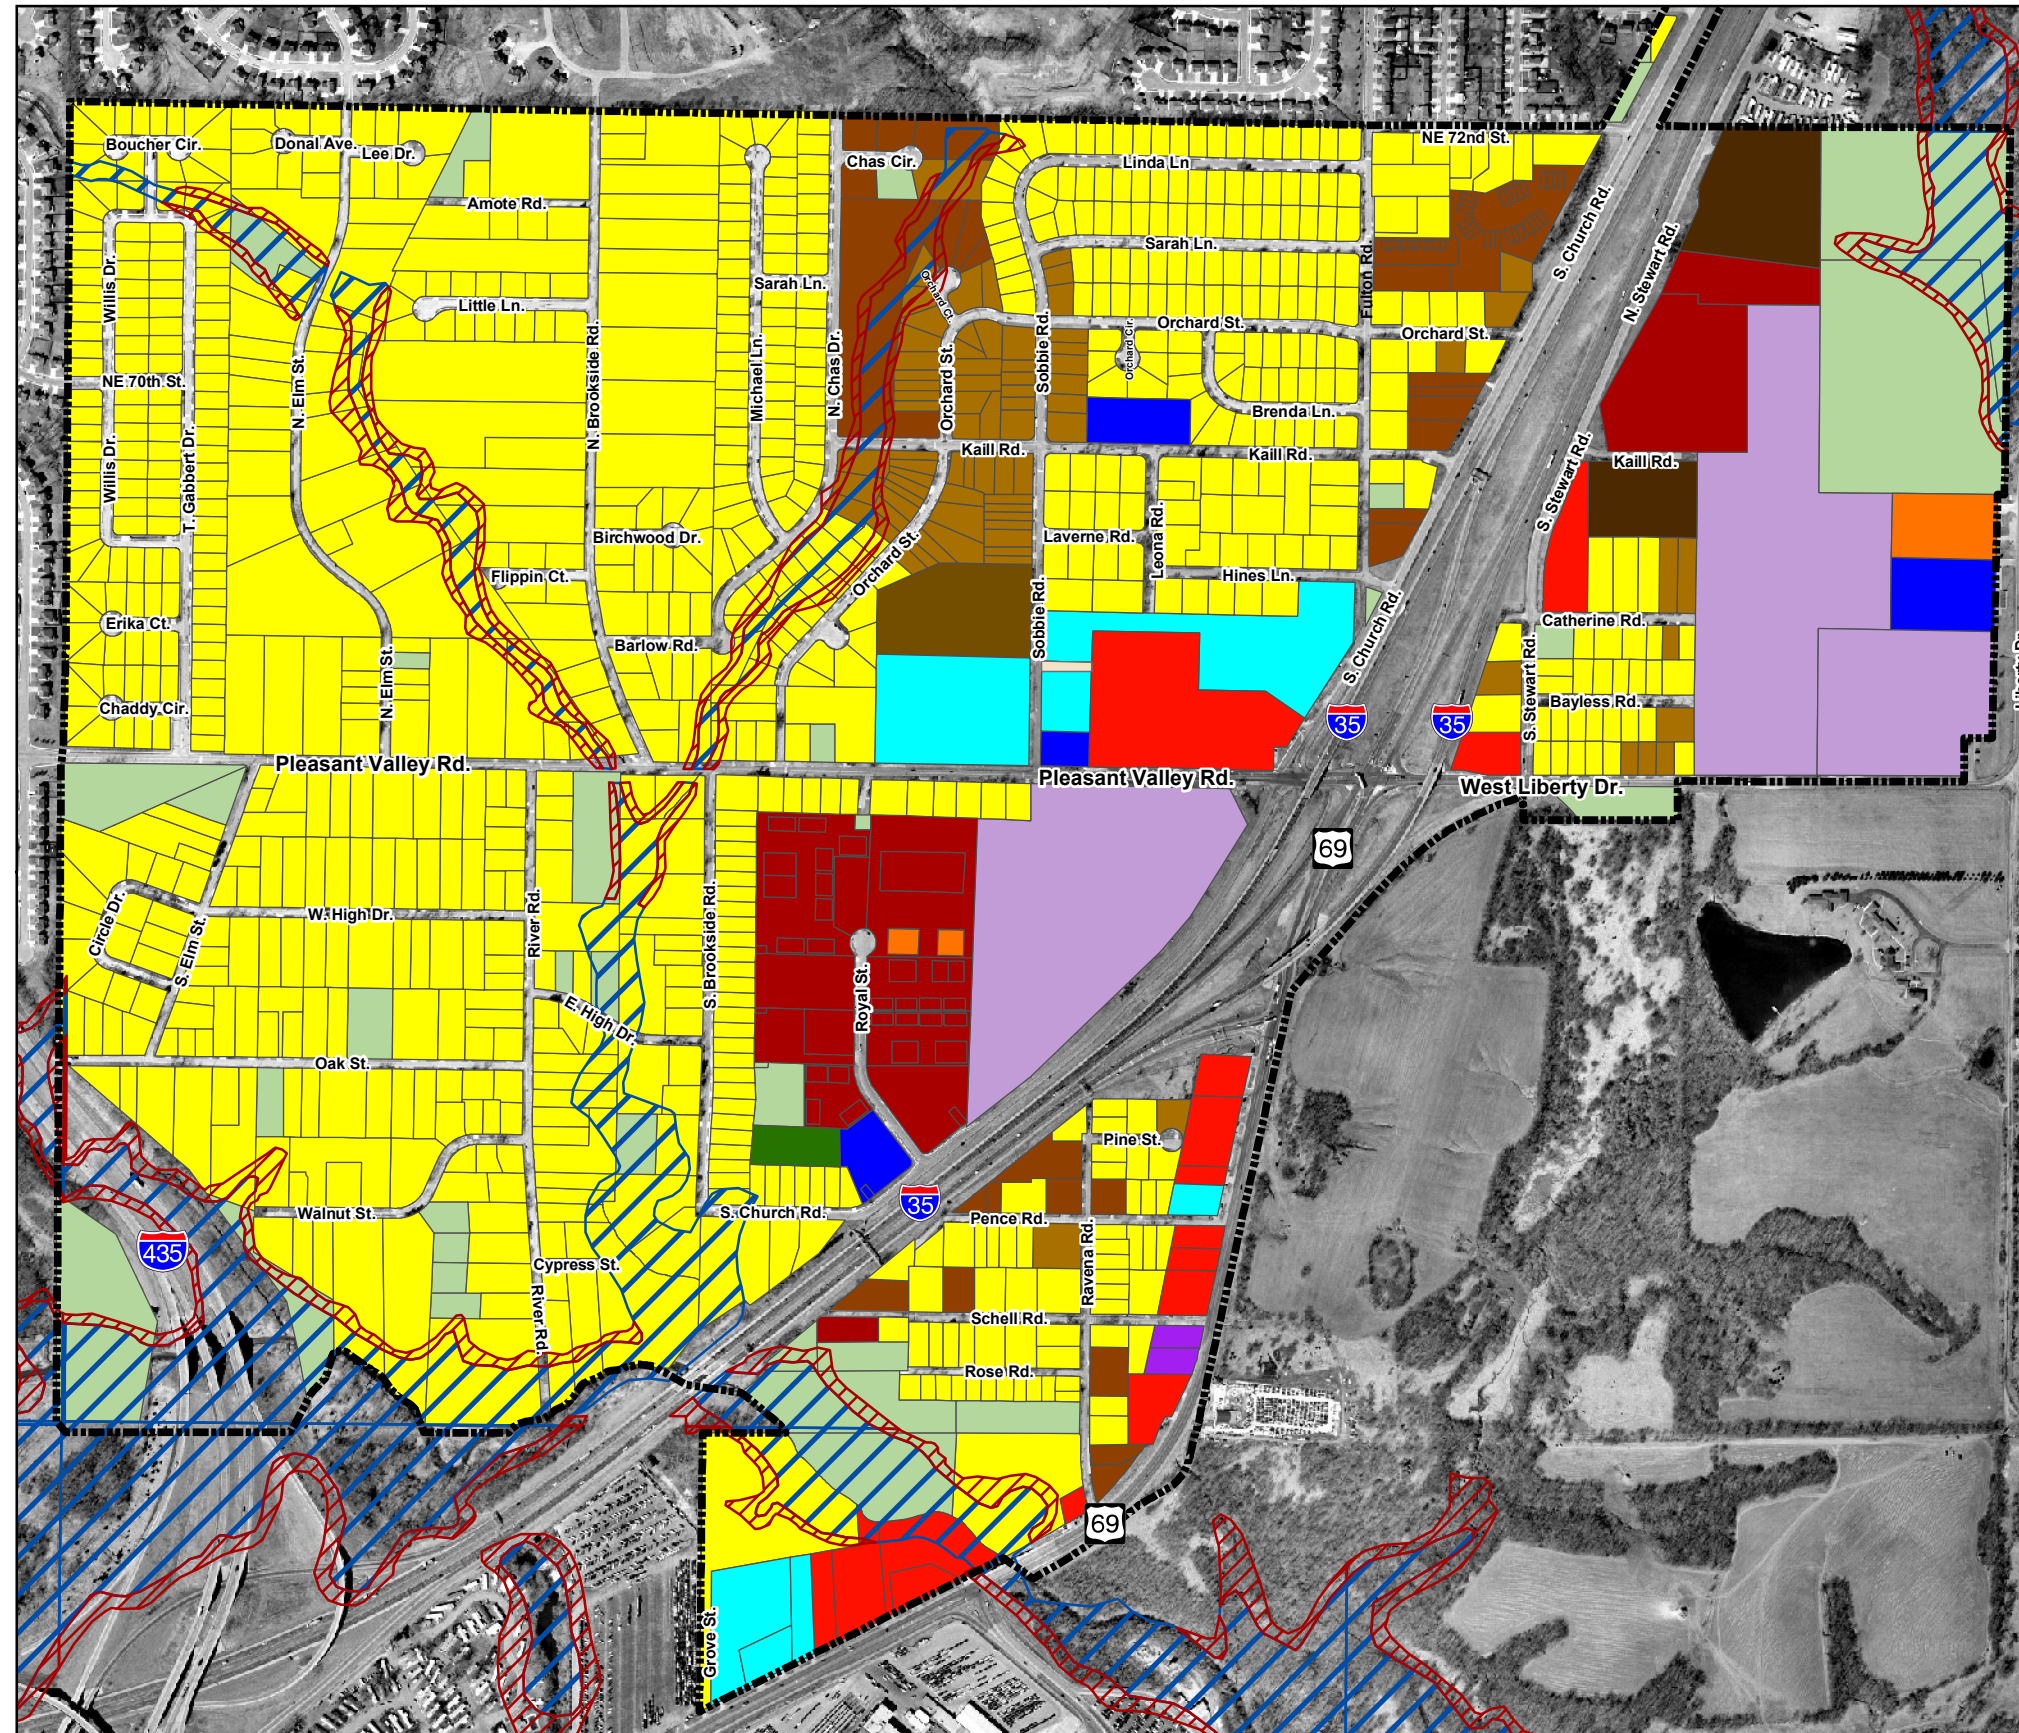 NE 72nd St.
Boucher Cir.
Donal Ave.
Lee Dr.
Chas Cir.
Linda Ln
Amote Rd.
S. Church Rd.
Sarah Ln.
N. Stewart Rd.
Willis Dr.
Sarah Ln.
Orchard Ct.
Fulton Rd.
Little Ln.
Orchard St.
Orchard St.
Orchard Cir.
N. Elm St.
N. Brookside Rd.
Michael Ln.
N. Chas Dr.
Orchard St.
Sobbie Rd.
NE 70th St.
Brenda Ln.
Kaill Rd.
Kaill Rd.
Kaill Rd.
Willis Dr.
T. Gabbert Dr.
S. Stewart Rd.
Birchwood Dr.
Laverne Rd.
Leona Rd.
Orchard St.
Flippin Ct.
Hines Ln.
Erika Ct.
Barlow Rd.
Sobbie Rd.
S. Church Rd.
Catherine Rd.
N. Elm St.
S. Stewart Rd.
Chaddy Cir.
Bayless Rd.
35
35
Pleasant Valley Rd.
Pleasant Valley Rd.
West Liberty Dr.
69
Circle Dr.
S. Elm St.
W. High Dr.
River Rd.
S. Brookside Rd.
Royal St.
E. High Dr.
Oak St.
Pine St.
Walnut St.
S. Church Rd.
35
Pence Rd.
435
Cypress St.
Ravena Rd.
River Rd.
Schell Rd.
Rose Rd.
69
Grove St.